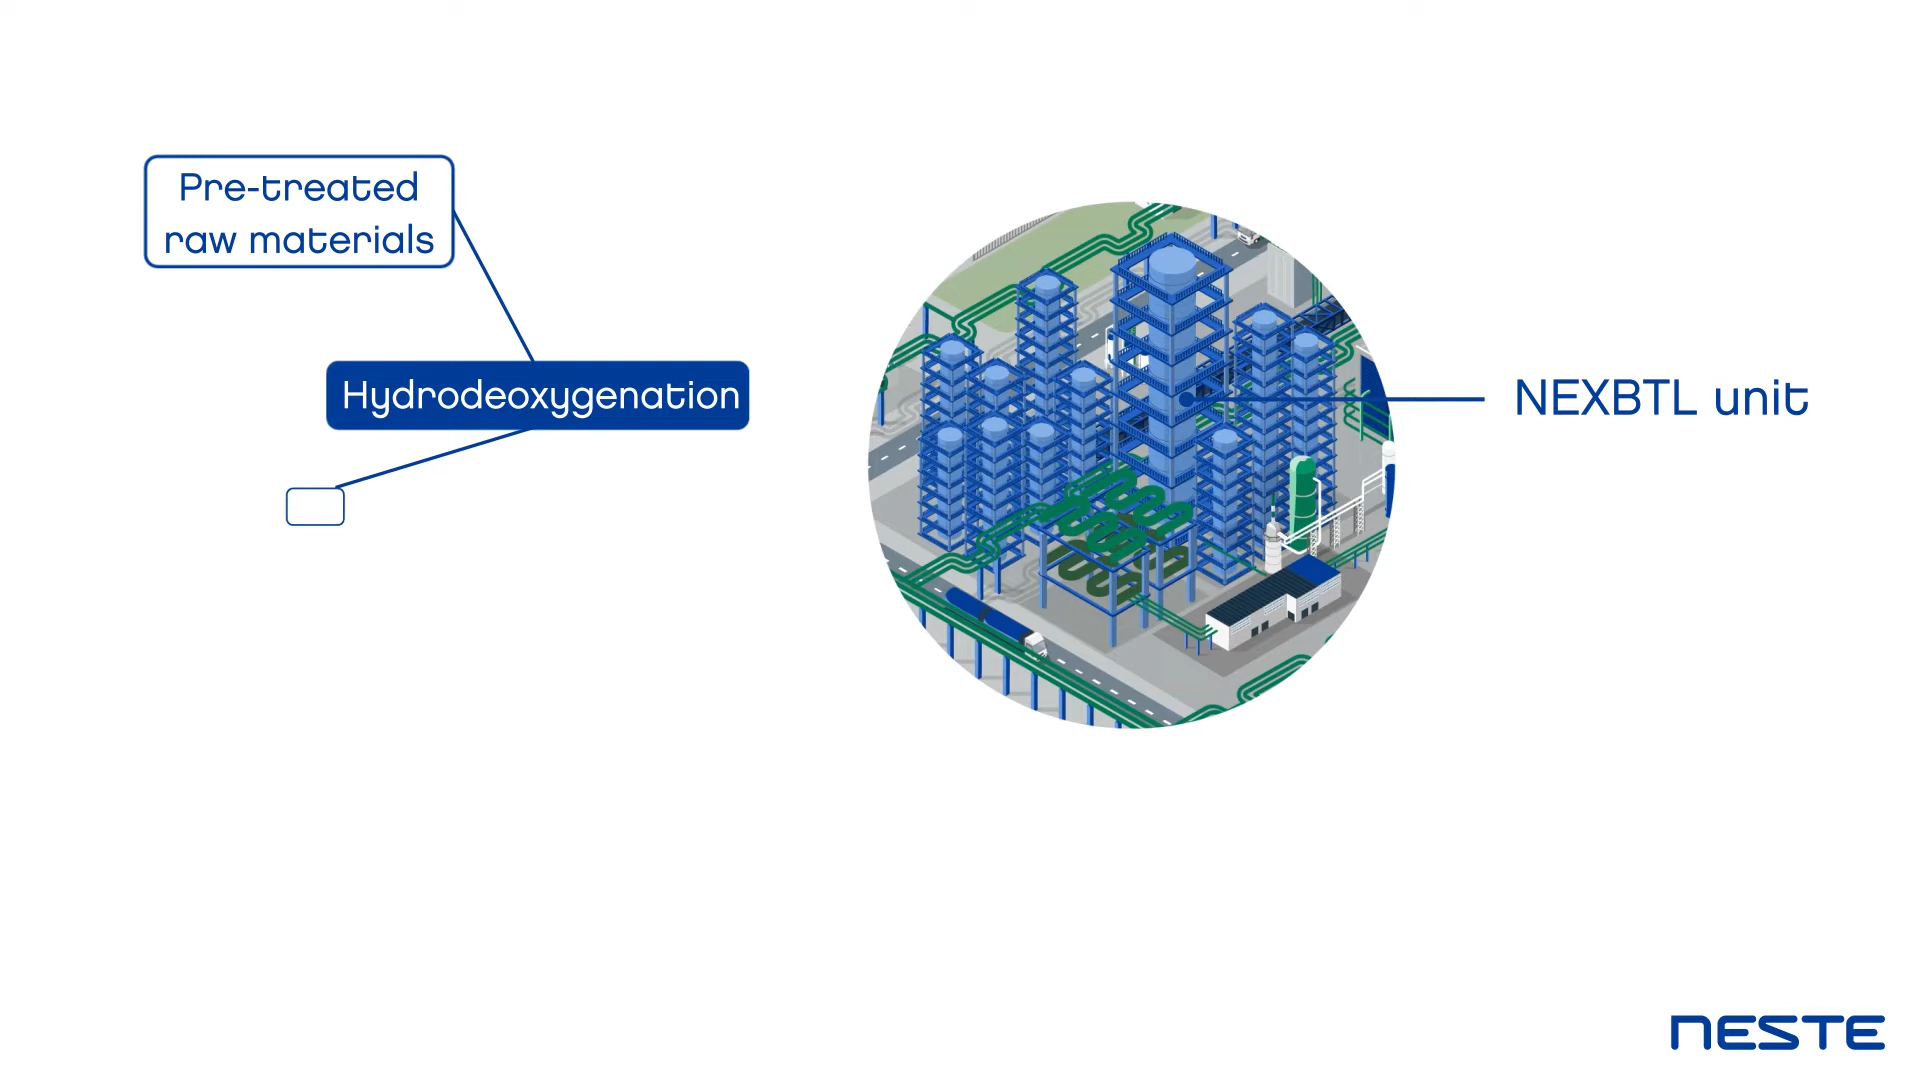 Pre-treated
raw materials
Hydrodeoxygenation
NEXBTL unit
NESTE